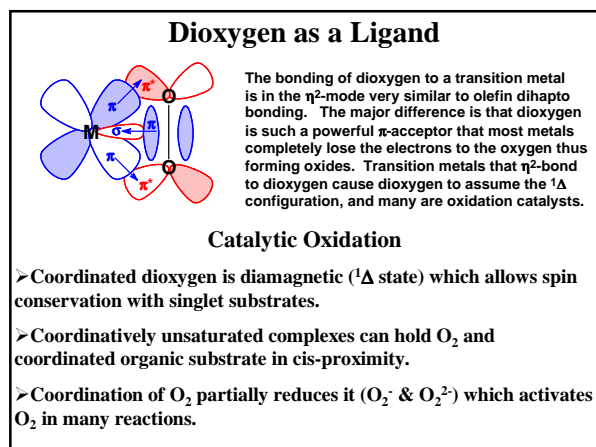 Dioxygen as a Ligand
π π* O
M σ π
π π* O
The bonding of dioxygen to a transition metal
is in the η²-mode very similar to olefin dihapto
bonding. The major difference is that dioxygen
is such a powerful π-acceptor that most metals
completely lose the electrons to the oxygen thus
forming oxides. Transition metals that η²-bond
to dioxygen cause dioxygen to assume the ¹Δ
configuration, and many are oxidation catalysts.
Catalytic Oxidation
➢Coordinated dioxygen is diamagnetic (¹Δ state) which allows spin
conservation with singlet substrates.
➢Coordinatively unsaturated complexes can hold O₂ and
coordinated organic substrate in cis-proximity.
➢Coordination of O₂ partially reduces it (O₂⁻ & O₂²⁻) which activates
O₂ in many reactions.